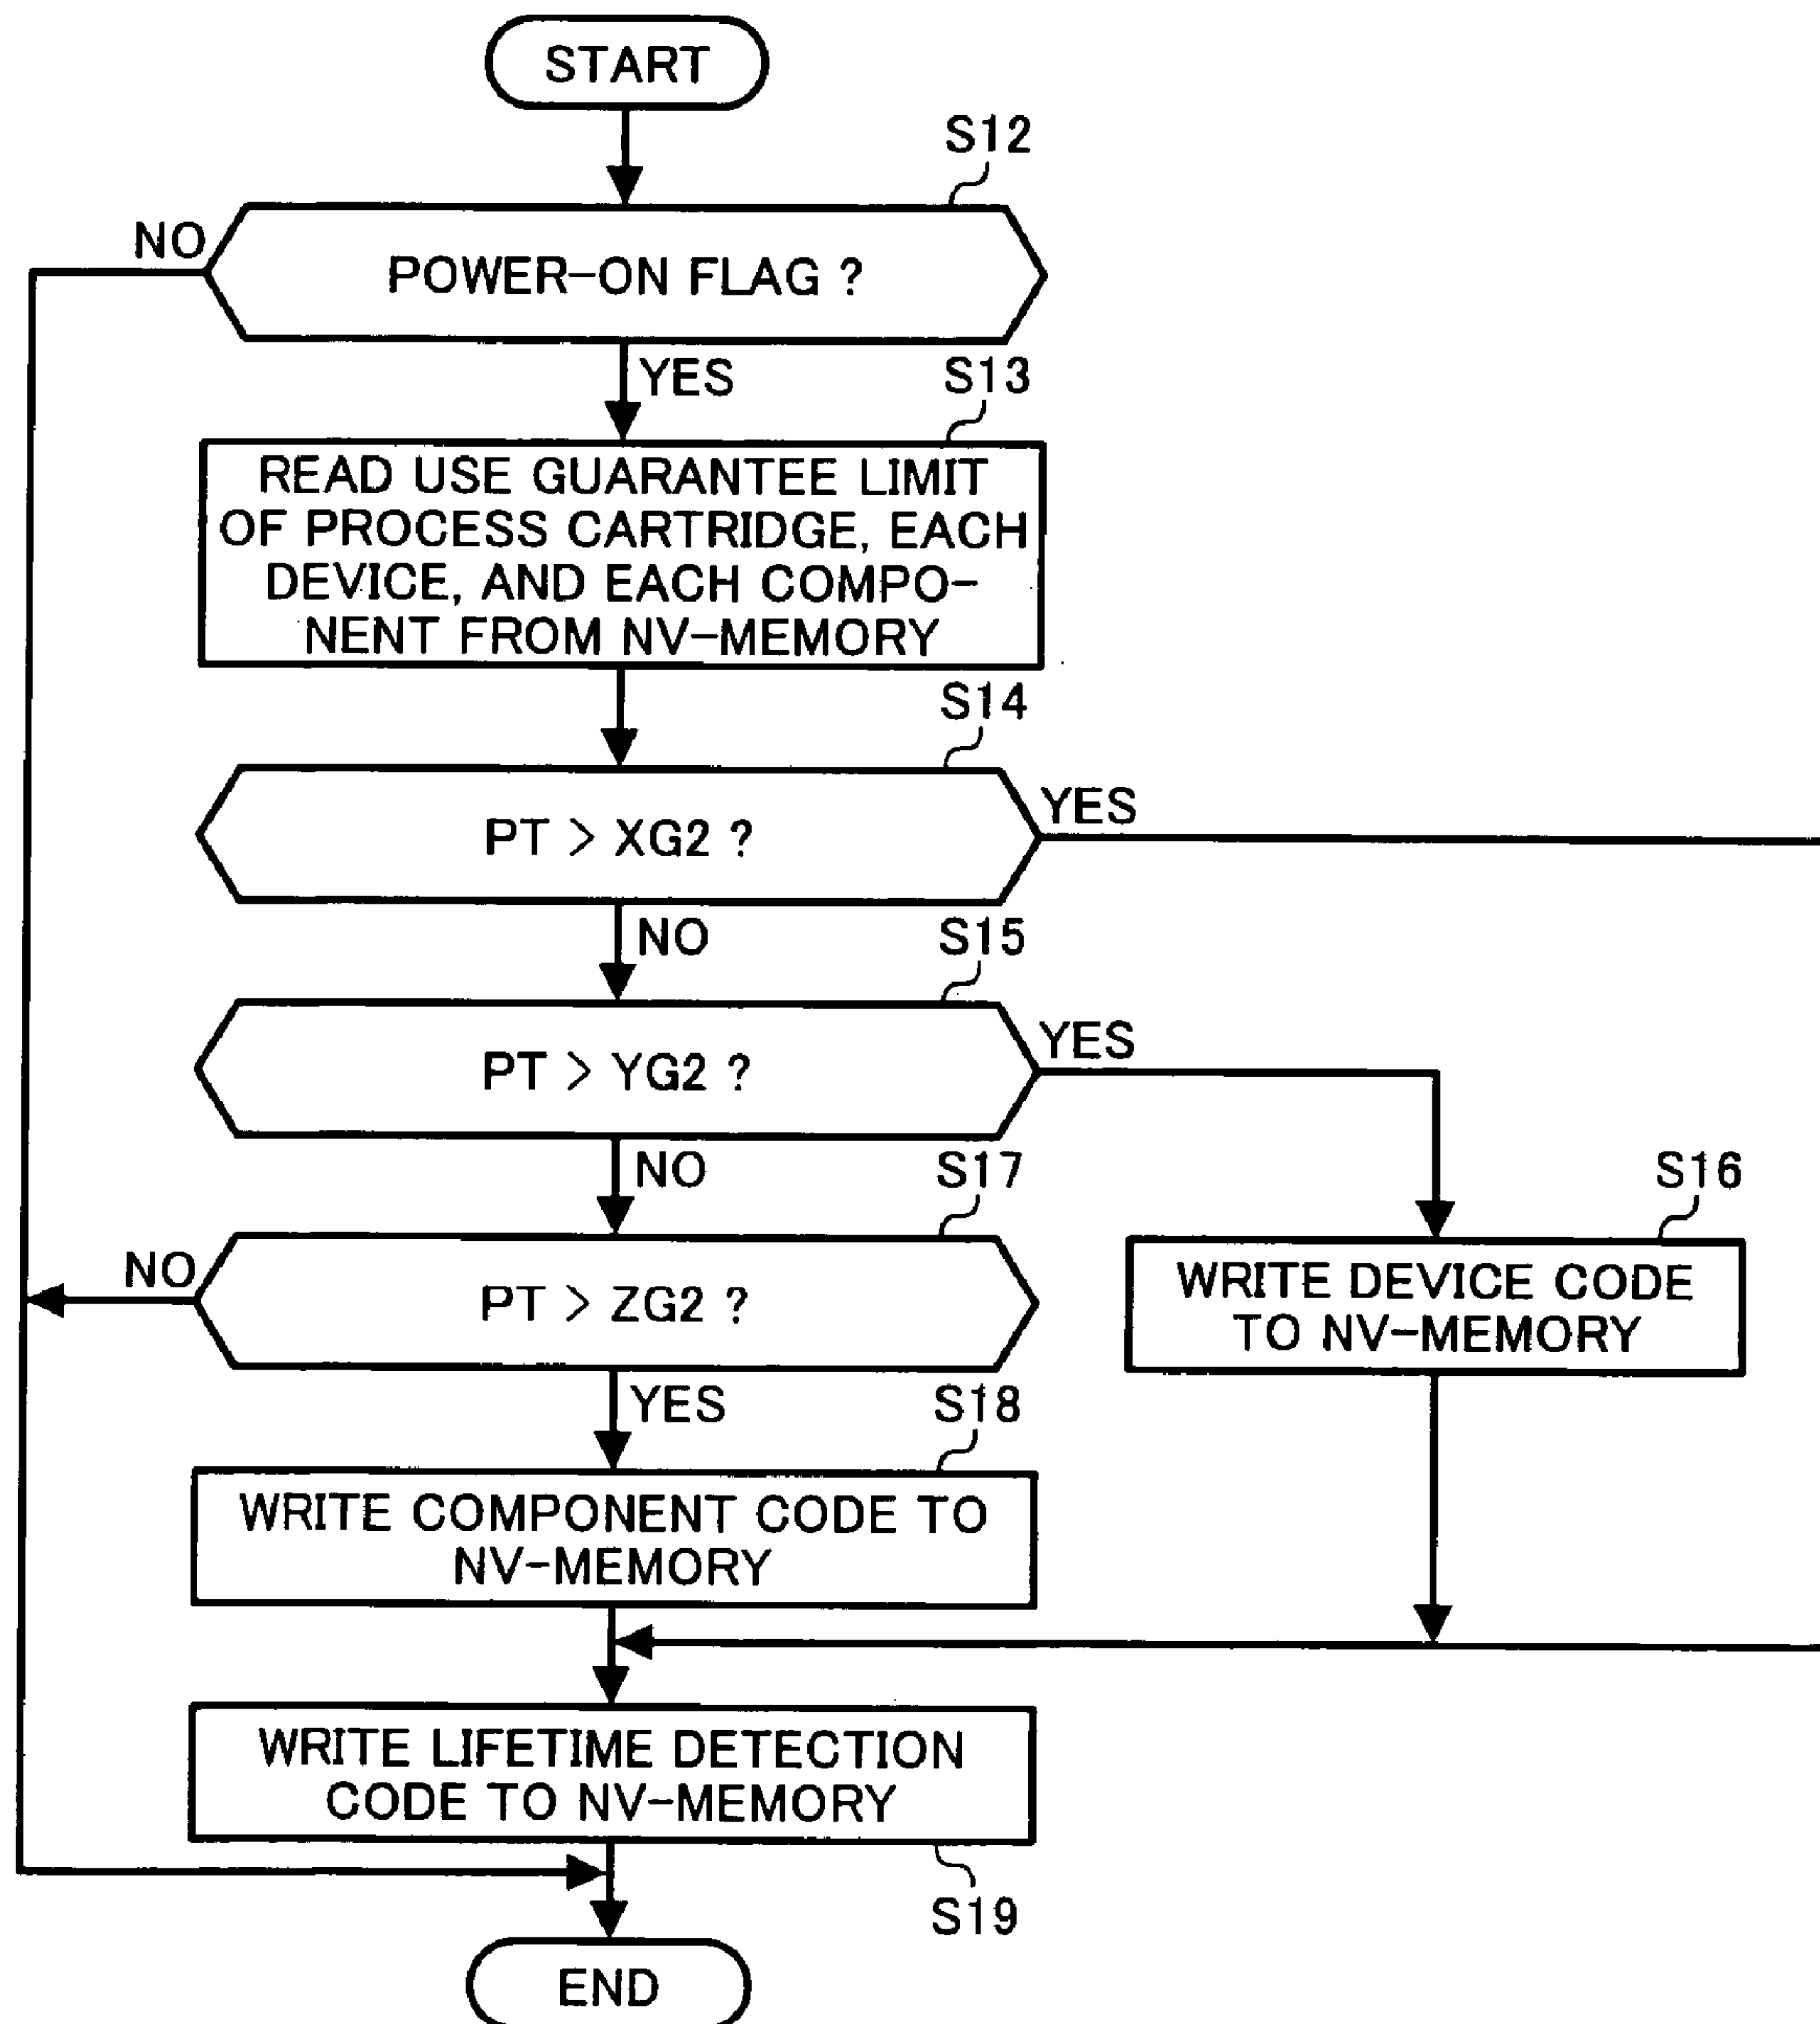 START
S12
NO
POWER-ON FLAG ?
YES
S13
READ USE GUARANTEE LIMIT
OF PROCESS CARTRIDGE, EACH
DEVICE, AND EACH COMPO-
NENT FROM NV-MEMORY
S14
PT > XG2 ?
YES
NO
S15
PT > YG2 ?
YES
NO
S17
S16
NO
PT > ZG2 ?
WRITE DEVICE CODE
TO NV-MEMORY
YES
S18
WRITE COMPONENT CODE TO
NV-MEMORY
WRITE LIFETIME DETECTION
CODE TO NV-MEMORY
S19
END